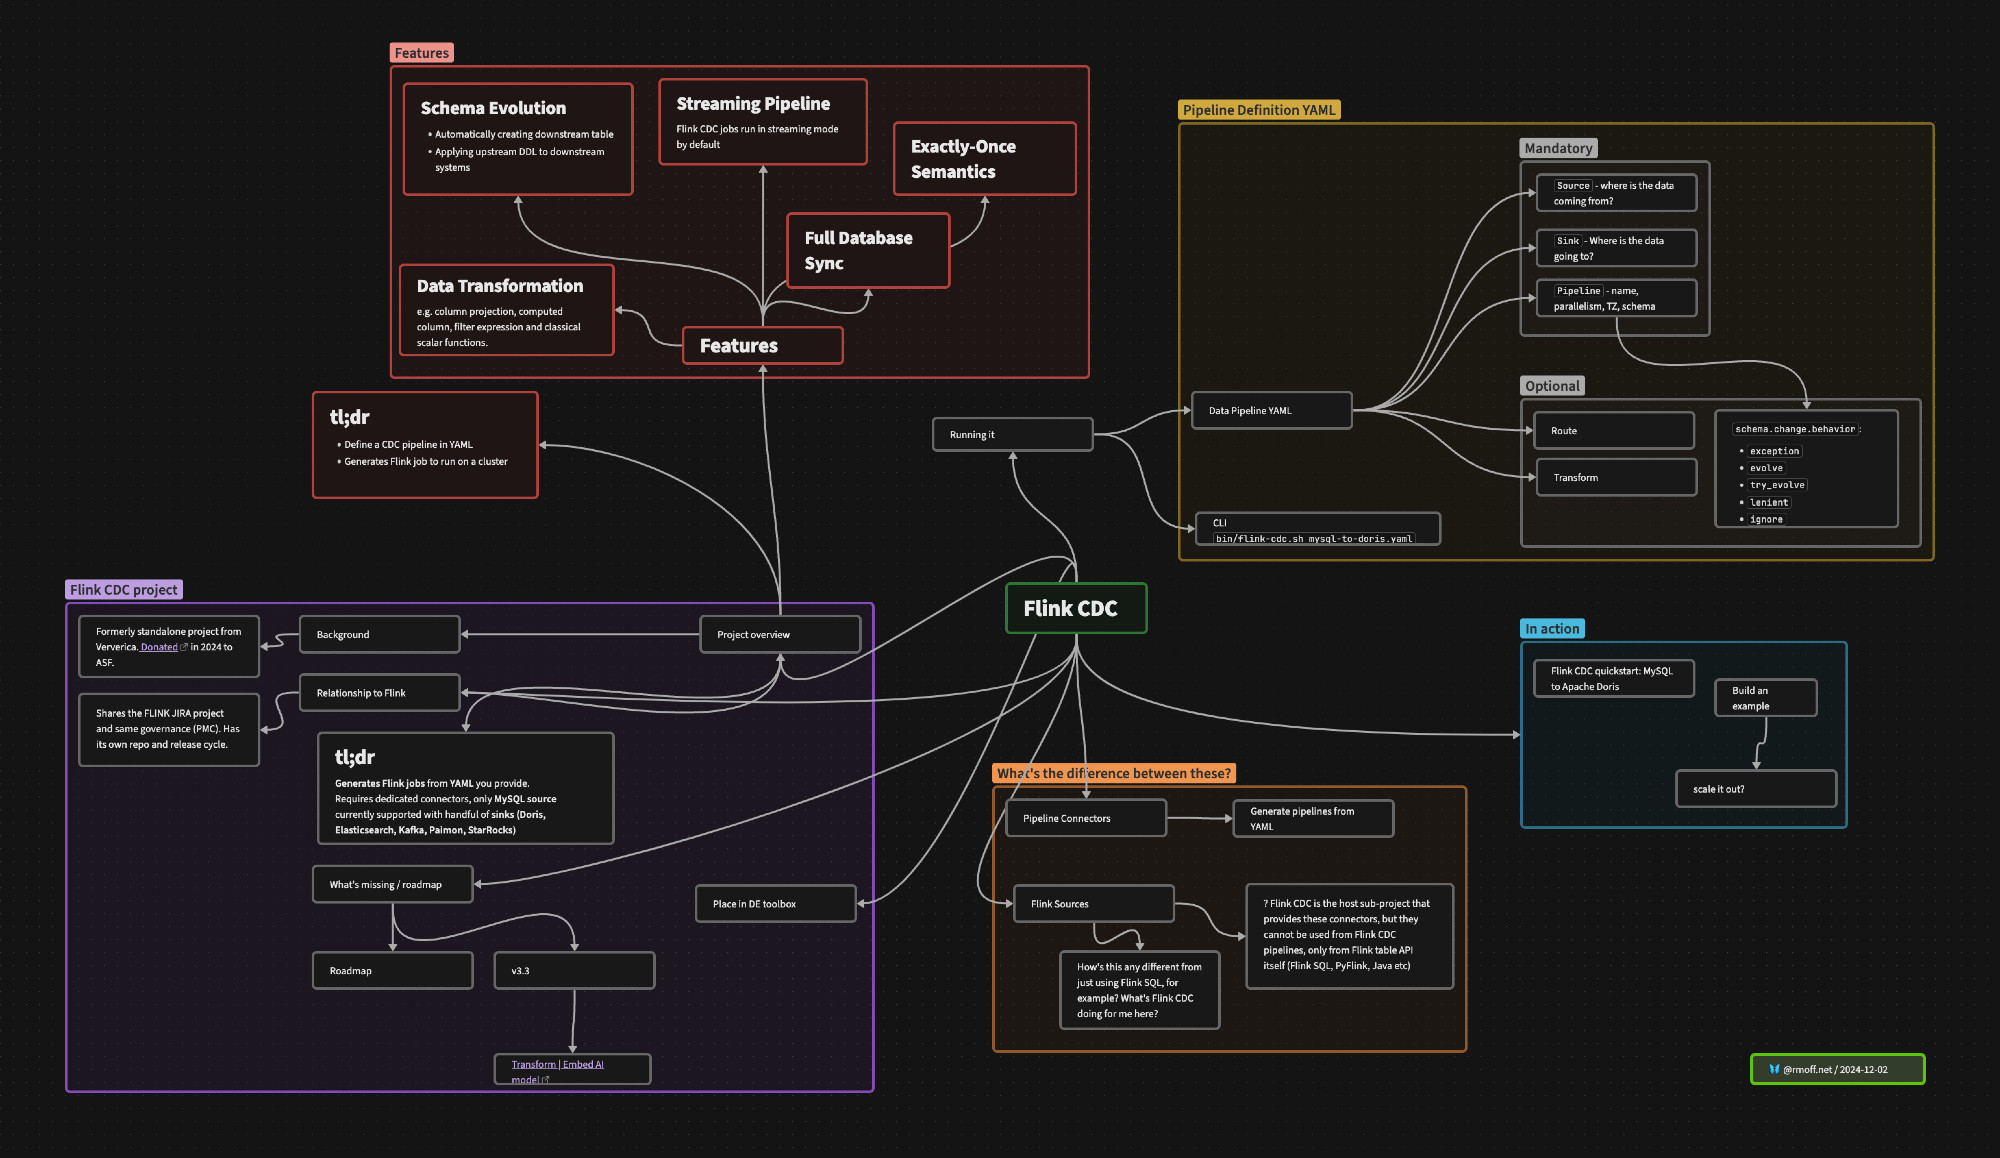 Features
Schema Evolution
• Automatically creating downstream table
• Applying upstream DDL to downstream
systems
Streaming Pipeline
Flink CDC jobs run in streaming mode
by default
Exactly-Once
Semantics
Full Database
Sync
Data Transformation
e.g. column projection, computed
column, filter expression and classical
scalar functions.
Features
tl;dr
• Define a CDC pipeline in YAML
• Generates Flink job to run on a cluster
Pipeline Definition YAML
Mandatory
Source - where is the data
coming from?
Sink - Where is the data
going to?
Pipeline - name,
parallelism, TZ, schema
Optional
Route
Transform
schema.change.behavior:
• exception
• evolve
• try_evolve
• lenient
• ignore
Data Pipeline YAML
CLI
bin/flink-cdc.sh mysql-to-doris.yaml
Running it
Flink CDC
Flink CDC project
Formerly standalone project from
Ververica. Donated in 2024 to
ASF.
Background
Project overview
Relationship to Flink
Shares the FLINK JIRA project
and same governance (PMC). Has
its own repo and release cycle.
tl;dr
Generates Flink jobs from YAML you provide.
Requires dedicated connectors, only MySQL source
currently supported with handful of sinks (Doris,
Elasticsearch, Kafka, Paimon, StarRocks)
What's missing / roadmap
Place in DE toolbox
Roadmap
v3.3
Transform | Embed AI
model
What's the difference between these?
Pipeline Connectors
Generate pipelines from
YAML
Flink Sources
? Flink CDC is the host sub-project that
provides these connectors, but they
cannot be used from Flink CDC
pipelines, only from Flink table API
itself (Flink SQL, PyFlink, Java etc)
How's this any different from
just using Flink SQL, for
example? What's Flink CDC
doing for me here?
In action
Flink CDC quickstart: MySQL
to Apache Doris
Build an
example
scale it out?
🦋 @rmoff.net / 2024-12-02